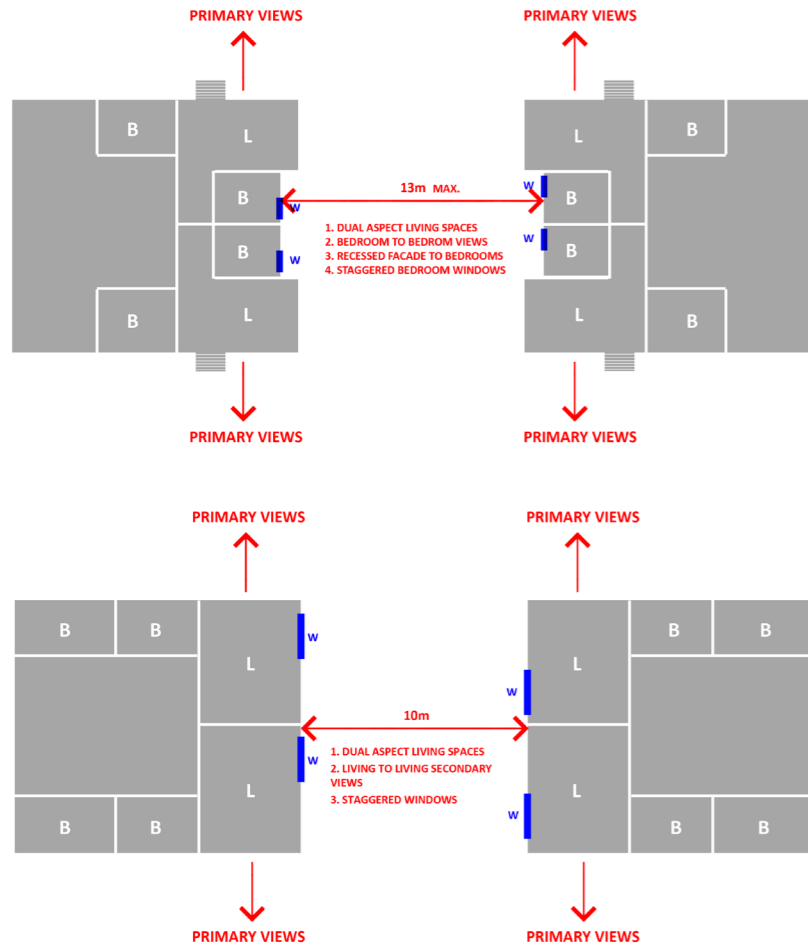 PRIMARY VIEWS
PRIMARY VIEWS
B
L
L
B
B
W
13m MAX.
W
B
B
W
W
B
1. DUAL ASPECT LIVING SPACES
2. BEDROOM TO BEDROM VIEWS
3. RECESSED FACADE TO BEDROOMS
4. STAGGERED BEDROOM WINDOWS
B
L
L
B
PRIMARY VIEWS
PRIMARY VIEWS
PRIMARY VIEWS
PRIMARY VIEWS
B
B
L
W
L
B
B
W
10m
W
1. DUAL ASPECT LIVING SPACES
2. LIVING TO LIVING SECONDARY
VIEWS
3. STAGGERED WINDOWS
L
L
W
B
B
B
B
PRIMARY VIEWS
PRIMARY VIEWS